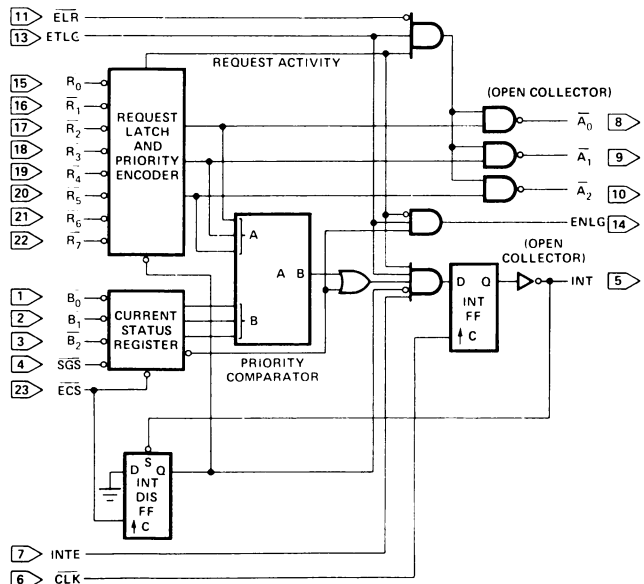 11 ELR
13 ETLG
REQUEST ACTIVITY
(OPEN COLLECTOR)
15 R0
16 R1
17 R2
18 R3
19 R4
20 R5
21 R6
22 R7
REQUEST
LATCH
AND
PRIORITY
ENCODER
A0 8
A1 9
A2 10
ENLG 14
A
A B
B
(OPEN
COLLECTOR)
D Q
INT
FF
C
INT 5
1 B0
2 B1
3 B2
4 SGS
23 ECS
CURRENT
STATUS
REGISTER
PRIORITY
COMPARATOR
S
D Q
INT
DIS
FF
C
7 INTE
6 CLK